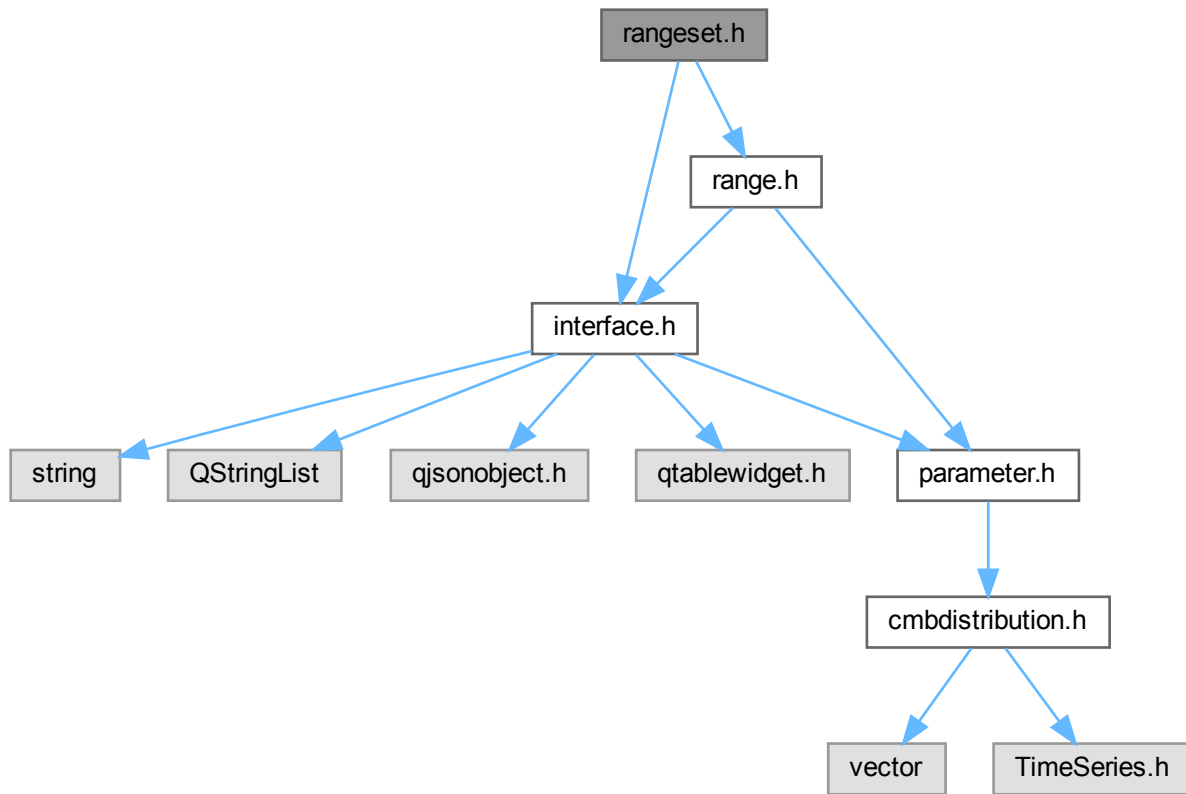 rangeset.h
range.h
interface.h
string
QStringList
qjsonobject.h
qtablewidget.h
parameter.h
cmbdistribution.h
vector
TimeSeries.h